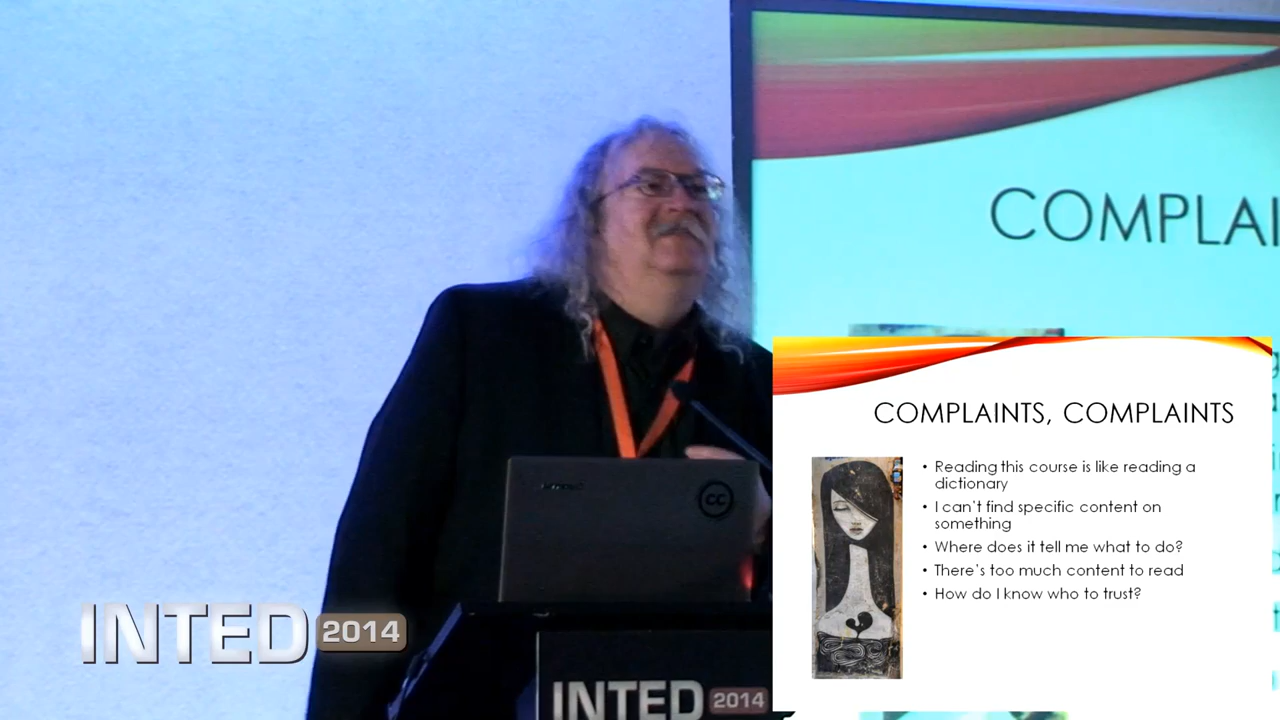 COMPLAI
COMPLAINTS, COMPLAINTS
• Reading this course is like reading a
dictionary
• I can't find specific content on
something
• Where does it tell me what to do?
• There's too much content to read
• How do I know who to trust?
cc
INTED 2014
INTED 2014